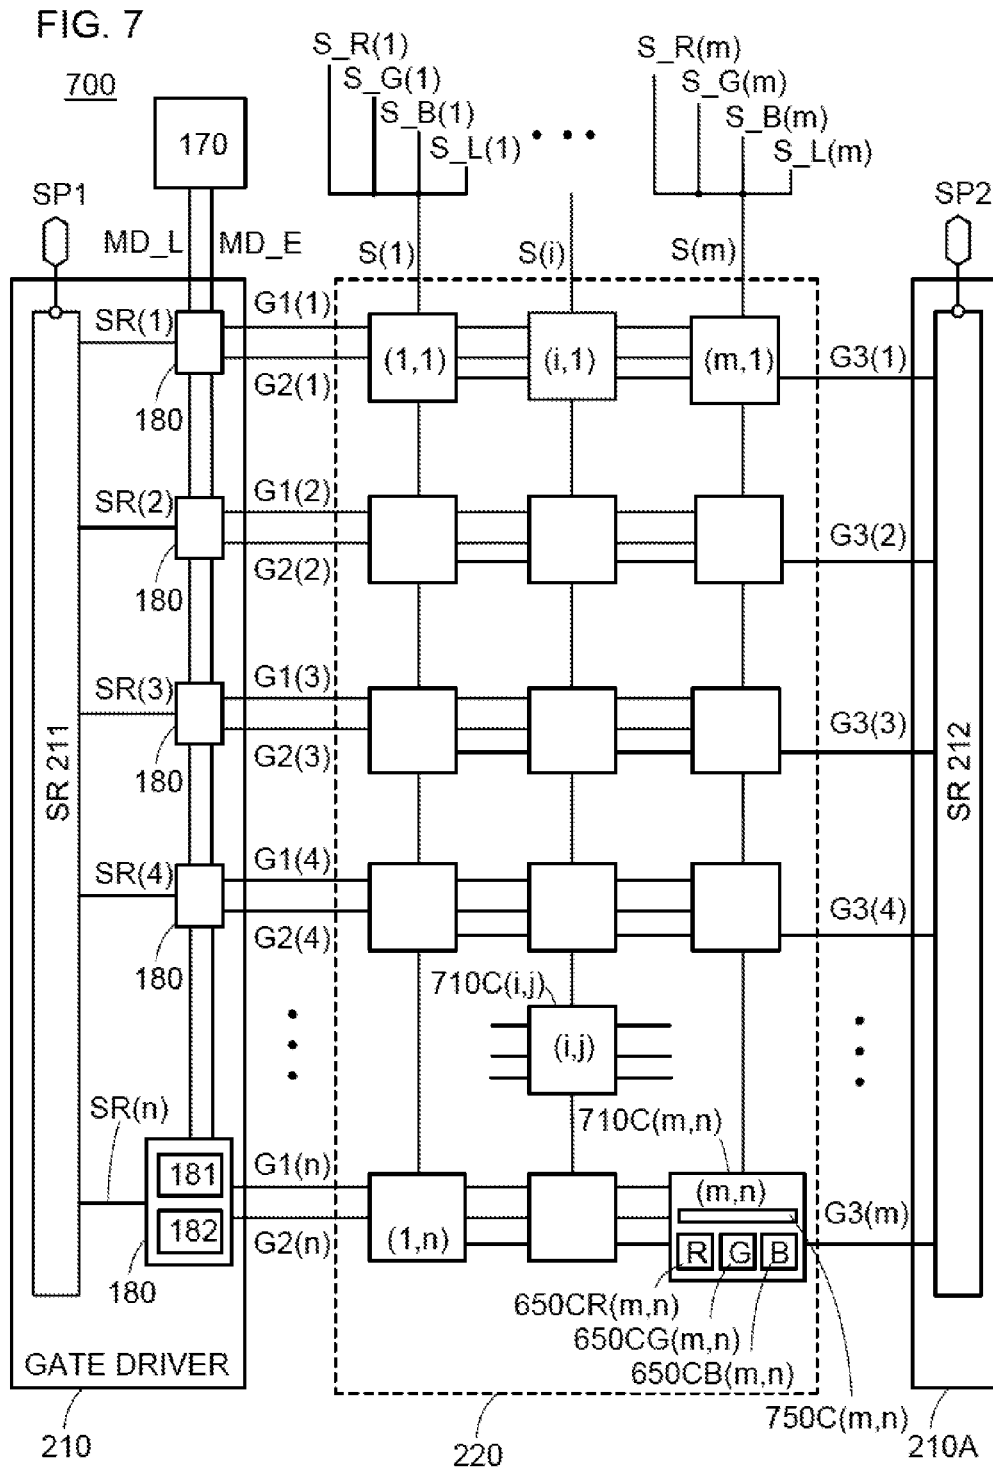 FIG. 7
700
170
S_R(1)
S_G(1)
S_B(1)
S_L(1)
S_R(m)
S_G(m)
S_B(m)
S_L(m)
SP1
MD_L
MD_E
S(1)
S(i)
S(m)
SP2
SR(1)
G1(1)
G2(1)
180
(1,1)
(i,1)
(m,1)
G3(1)
SR(2)
G1(2)
G2(2)
180
G3(2)
SR(3)
G1(3)
G2(3)
180
G3(3)
SR 211
SR 212
SR(4)
G1(4)
G2(4)
180
G3(4)
710C(i,j)
(i,j)
710C(m,n)
SR(n)
181
182
180
G1(n)
G2(n)
(1,n)
(m,n)
R G B
G3(m)
650CR(m,n)
650CG(m,n)
650CB(m,n)
750C(m,n)
GATE DRIVER
210
220
210A